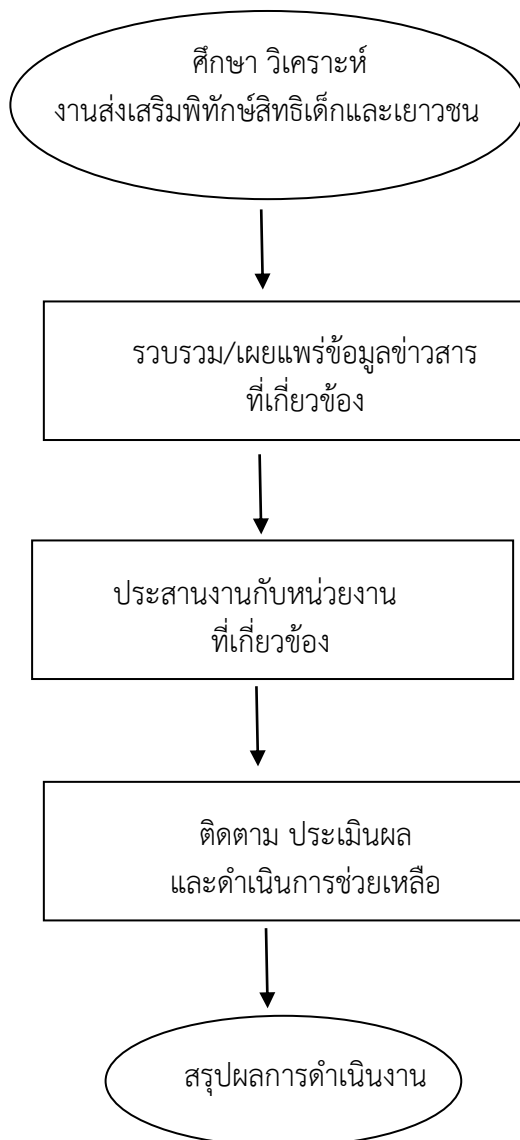 ศึกษา วิเคราะห์
งานส่งเสริมพิทักษ์สิทธิเด็กและเยาวชน
รวบรวม/เผยแพร่ข้อมูลข่าวสาร
ที่เกี่ยวข้อง
ประสานงานกับหน่วยงาน
ที่เกี่ยวข้อง
ติดตาม ประเมินผล
และดำเนินการช่วยเหลือ
สรุปผลการดำเนินงาน